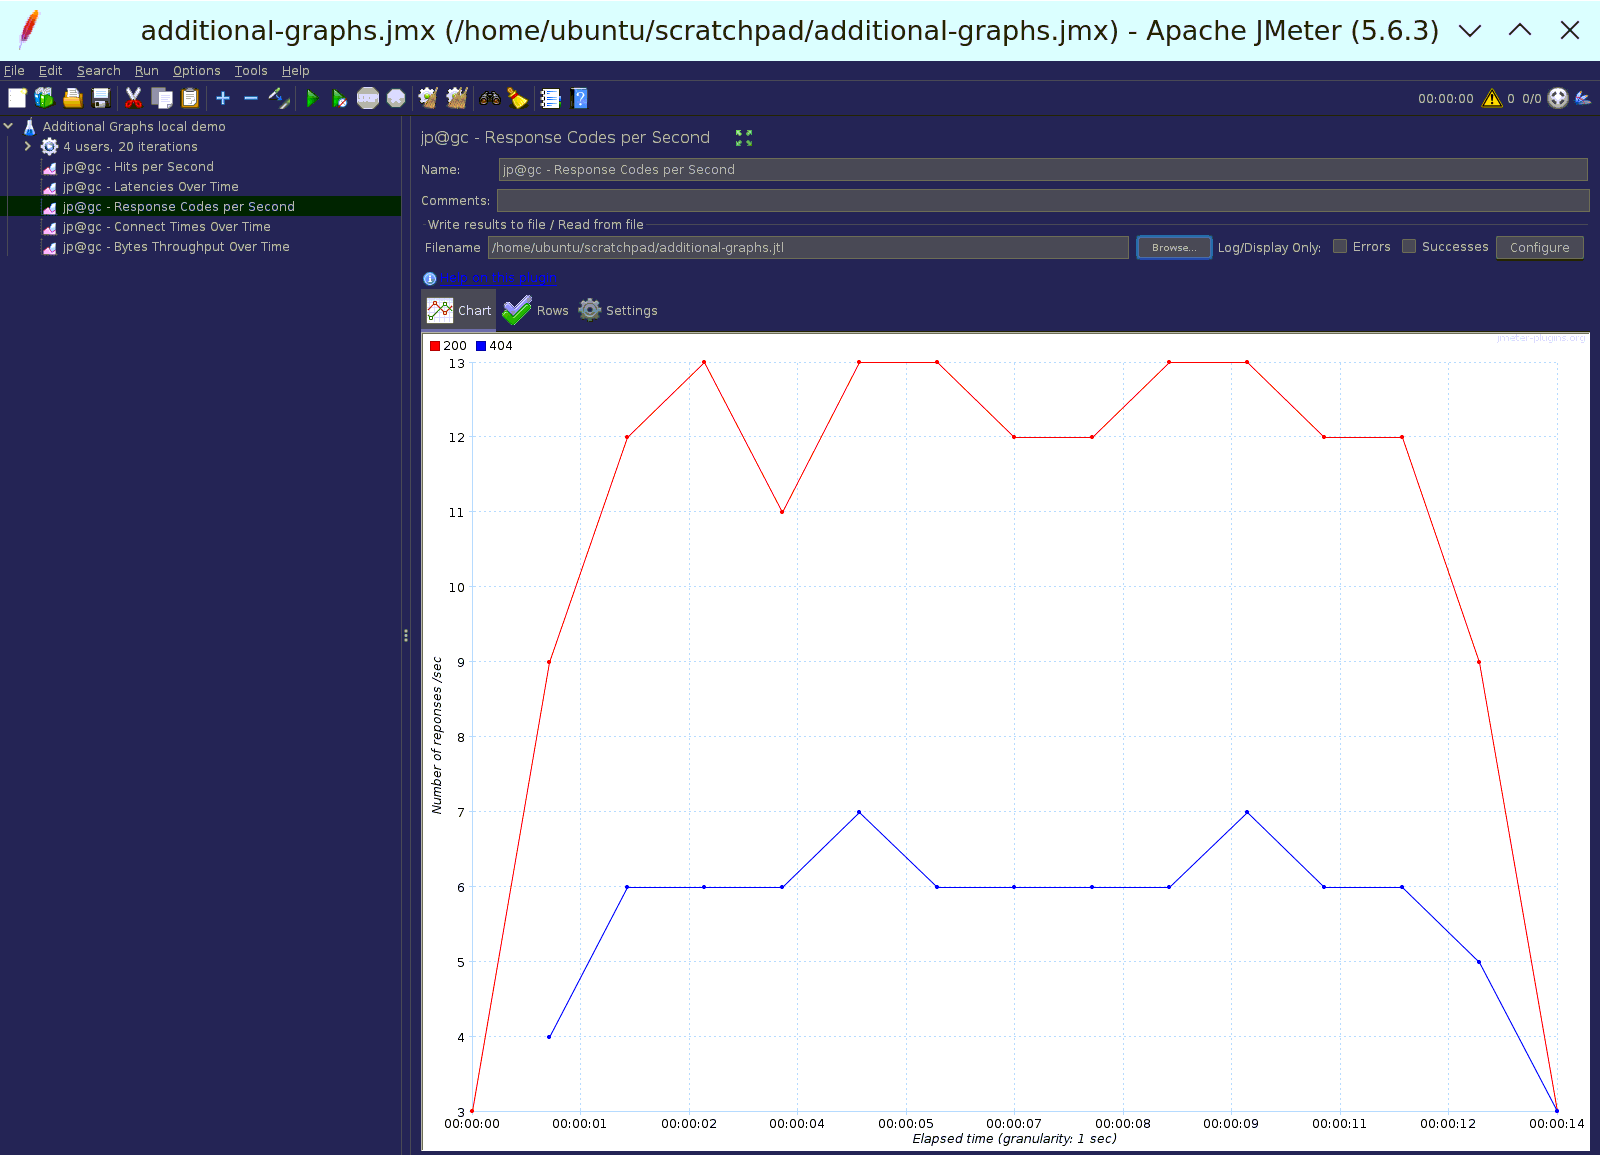 additional-graphs.jmx (/home/ubuntu/scratchpad/additional-graphs.jmx) - Apache JMeter (5.6.3)
File Edit Search Run Options Tools Help
00:00:00 0 0/0
Additional Graphs local demo
4 users, 20 iterations
jp@gc - Hits per Second
jp@gc - Latencies Over Time
jp@gc - Response Codes per Second
jp@gc - Connect Times Over Time
jp@gc - Bytes Throughput Over Time
jp@gc - Response Codes per Second
Name: jp@gc - Response Codes per Second
Comments:
Write results to file / Read from file
Filename /home/ubuntu/scratchpad/additional-graphs.jtl Browse... Log/Display Only: Errors Successes Configure
Help on this plugin
Chart Rows Settings
200 404
jmeter-plugins.org
13
12
11
10
9
8
7
6
5
4
3
Number of reponses /sec
00:00:00 00:00:01 00:00:02 00:00:04 00:00:05 00:00:07 00:00:08 00:00:09 00:00:11 00:00:12 00:00:14
Elapsed time (granularity: 1 sec)